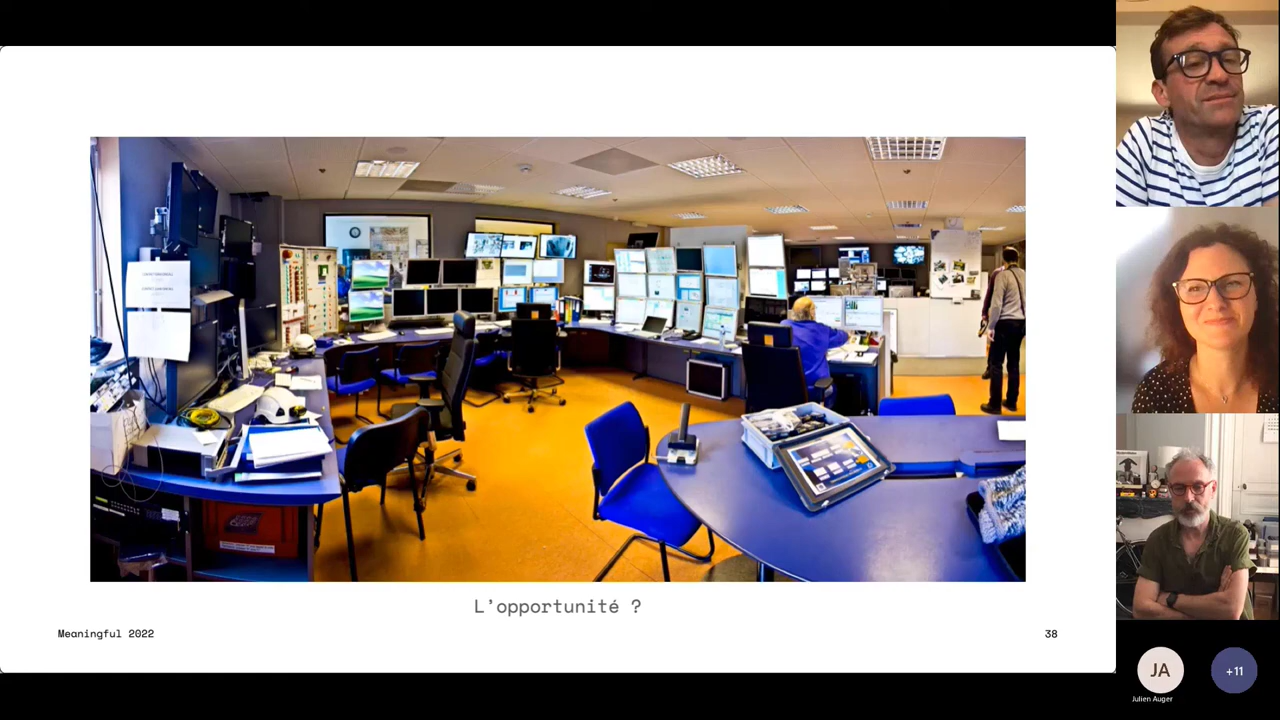 L'opportunité ?
Meaningful 2022
38
JA
Julien Auger
+11